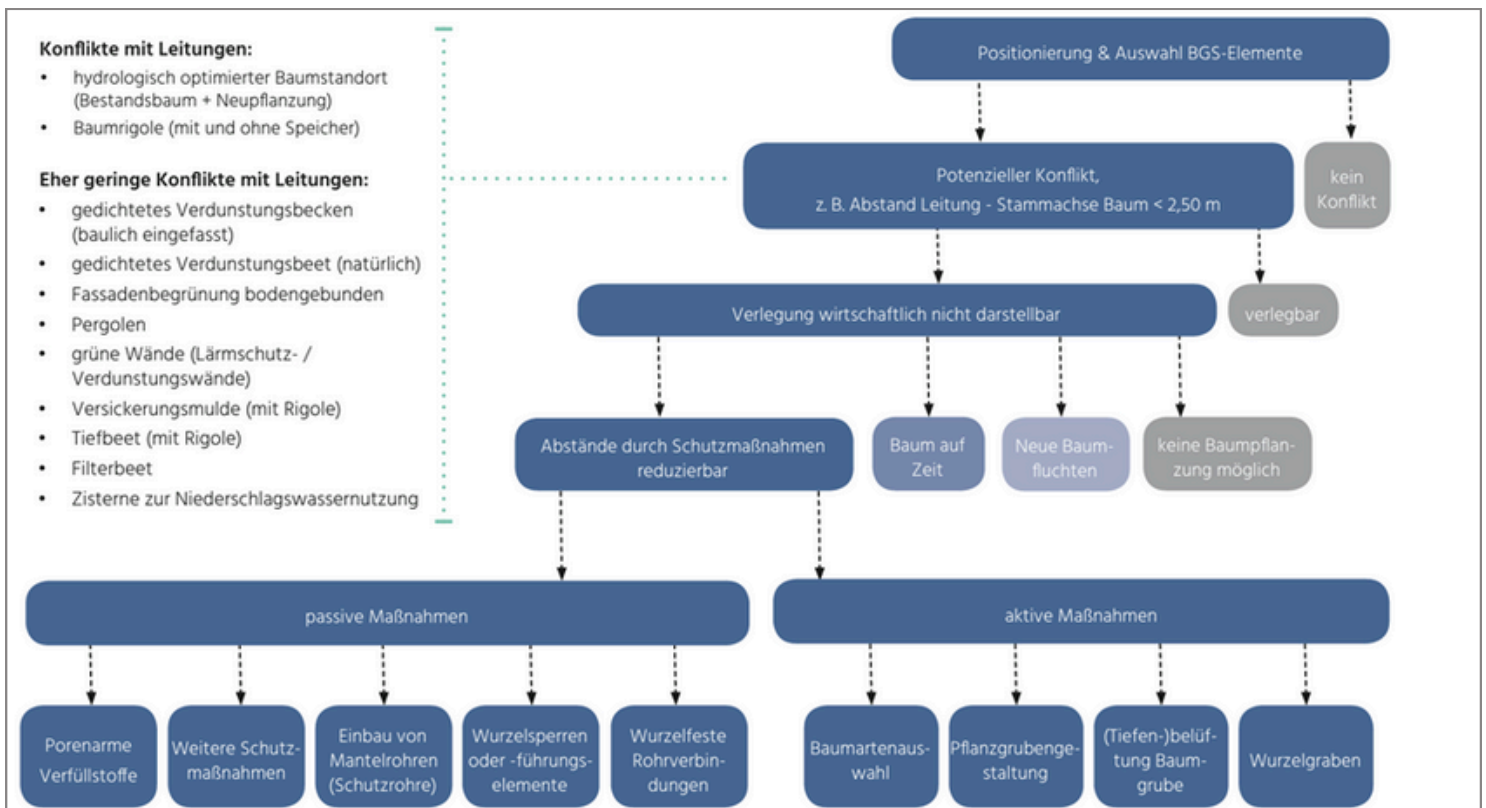 Konflikte mit Leitungen:
• hydrologisch optimierter Baumstandort
(Bestandsbaum + Neupflanzung)
• Baumrigole (mit und ohne Speicher)
Eher geringe Konflikte mit Leitungen:
• gedichtetes Verdunstungsbecken
(baulich eingefasst)
• gedichtetes Verdunstungsbeet (natürlich)
• Fassadenbegrünung bodengebunden
• Pergolen
• grüne Wände (Lärmschutz- /
Verdunstungswände)
• Versickerungsmulde (mit Rigole)
• Tiefbeet (mit Rigole)
• Filterbeet
• Zisterne zur Niederschlagswassernutzung
Positionierung & Auswahl BGS-Elemente
Potenzieller Konflikt,
z. B. Abstand Leitung - Stammachse Baum < 2,50 m
kein
Konflikt
Verlegung wirtschaftlich nicht darstellbar
verlegbar
Abstände durch Schutzmaßnahmen
reduzierbar
Baum auf
Zeit
Neue Baum-
fluchten
keine Baumpflan-
zung möglich
passive Maßnahmen
aktive Maßnahmen
Porenarme
Verfüllstoffe
Weitere Schutz-
maßnahmen
Einbau von
Mantelrohren
(Schutzrohre)
Wurzelsperren
oder -führungs-
elemente
Wurzelfeste
Rohrverbin-
dungen
Baumartenaus-
wahl
Pflanzgrubenge-
staltung
(Tiefen-)belüf-
tung Baum-
grube
Wurzelgraben